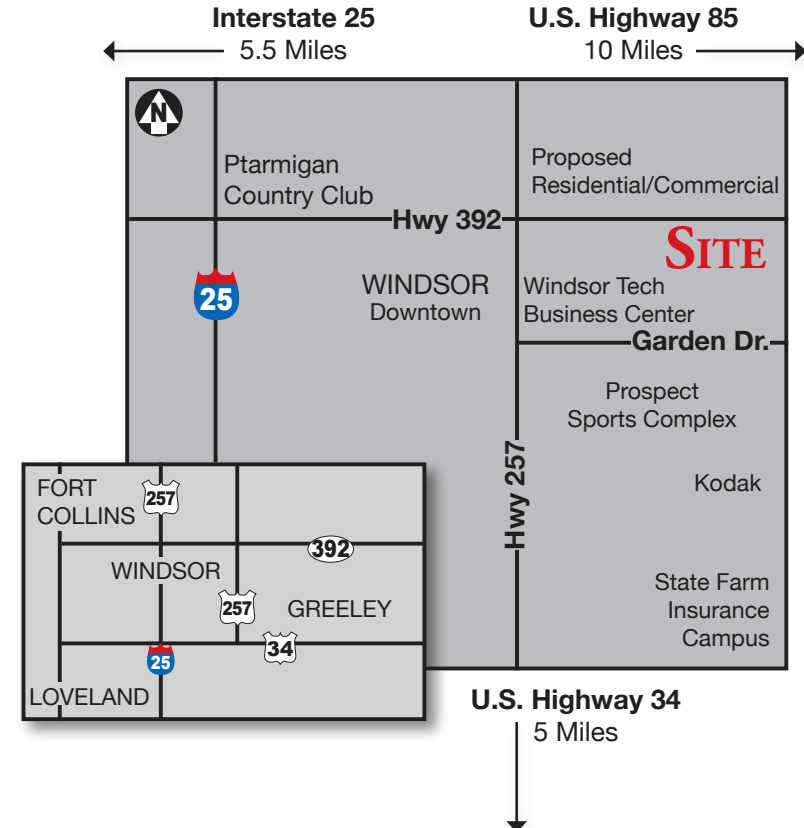 Interstate 25
5.5 Miles
U.S. Highway 85
10 Miles
N
Ptarmigan
Country Club
Proposed
Residential/Commercial
Hwy 392
SITE
25
WINDSOR
Downtown
Windsor Tech
Business Center
Garden Dr.
Prospect
Sports Complex
Hwy 257
Kodak
State Farm
Insurance
Campus
FORT
COLLINS
257
392
WINDSOR
257
GREELEY
34
25
LOVELAND
U.S. Highway 34
5 Miles